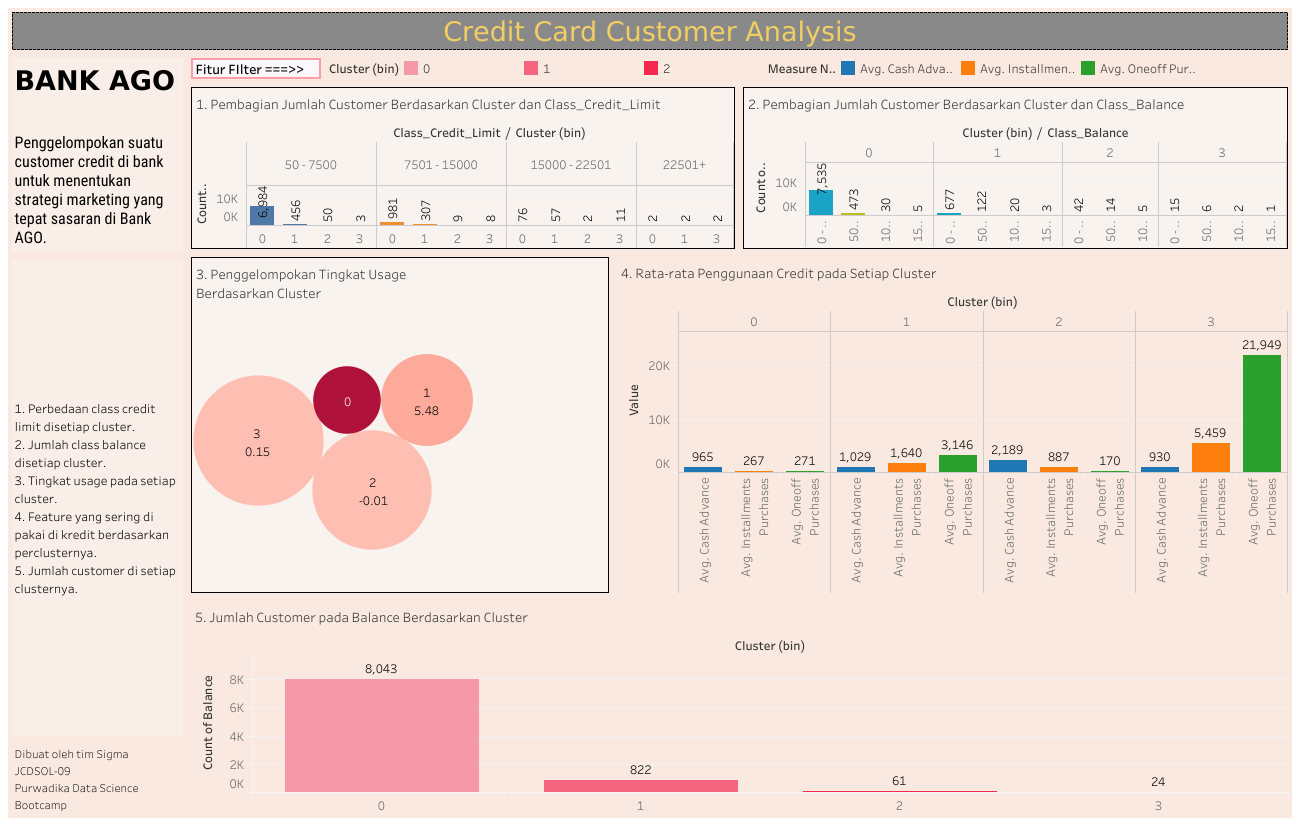 Credit Card Customer Analysis
BANK AGO
Penggelompokan suatu
customer credit di bank
untuk menentukan
strategi marketing yang
tepat sasaran di Bank
AGO.
1. Perbedaan class credit
limit disetiap cluster.
2. Jumlah class balance
disetiap cluster.
3. Tingkat usage pada setiap
cluster.
4. Feature yang sering di
pakai di kredit berdasarkan
perclusternya.
5. Jumlah customer di setiap
clusternya.
Dibuat oleh tim Sigma
JCDSOL-09
Purwadika Data Science
Bootcamp
Fitur FIlter ===>>
Cluster (bin) 0 1 2
Measure N.. Avg. Cash Adva.. Avg. Installmen.. Avg. Oneoff Pur..
1. Pembagian Jumlah Customer Berdasarkan Cluster dan Class_Credit_Limit
Class_Credit_Limit / Cluster (bin)
50 - 7500 7501 - 15000 15000 - 22501 22501+
Count..
10K
0K
6,984 456 50 3 981 307 9 8 76 57 2 11 2 2 2
0 1 2 3 0 1 2 3 0 1 2 3 0 1 3
2. Pembagian Jumlah Customer Berdasarkan Cluster dan Class_Balance
Cluster (bin) / Class_Balance
0 1 2 3
Count o..
10K
0K
7,535 473 30 5 677 122 20 3 42 14 4 1 15 6 2 1
0 -.. 50.. 10.. 15.. 0 -.. 50.. 10.. 15.. 0 -.. 50.. 10.. 15.. 0 -.. 50.. 10.. 15..
3. Penggelompokan Tingkat Usage
Berdasarkan Cluster
0
1
5.48
3
0.15
2
-0.01
4. Rata-rata Penggunaan Credit pada Setiap Cluster
Cluster (bin)
0 1 2 3
Value
20K
10K
0K
965 267 271 1,029 1,640 3,146 2,189 887 170 930 5,459 21,949
Avg. Cash Advance
Avg. Installments
Purchases
Avg. Oneoff
Purchases
Avg. Cash Advance
Avg. Installments
Purchases
Avg. Oneoff
Purchases
Avg. Cash Advance
Avg. Installments
Purchases
Avg. Oneoff
Purchases
Avg. Cash Advance
Avg. Installments
Purchases
Avg. Oneoff
Purchases
5. Jumlah Customer pada Balance Berdasarkan Cluster
Cluster (bin)
Count of Balance
8K
6K
4K
2K
0K
8,043 822 61 24
0 1 2 3